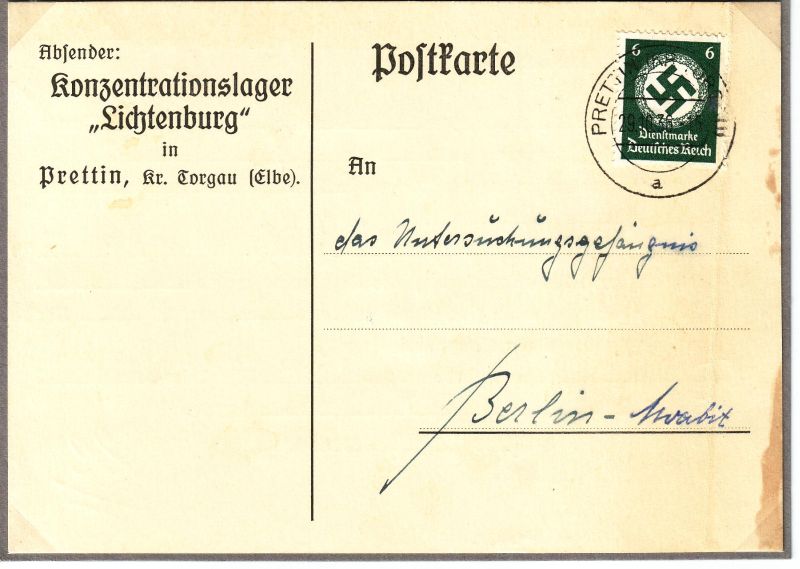 Absender:
Konzentrationslager
„Lichtenburg“
in
Prettin, Kr. Torgau (Elbe).
Postkarte
6 6
Dienstmarke
Deutsches Reich
a
An
das Untersuchungsgefängnis
Berlin - Moabit